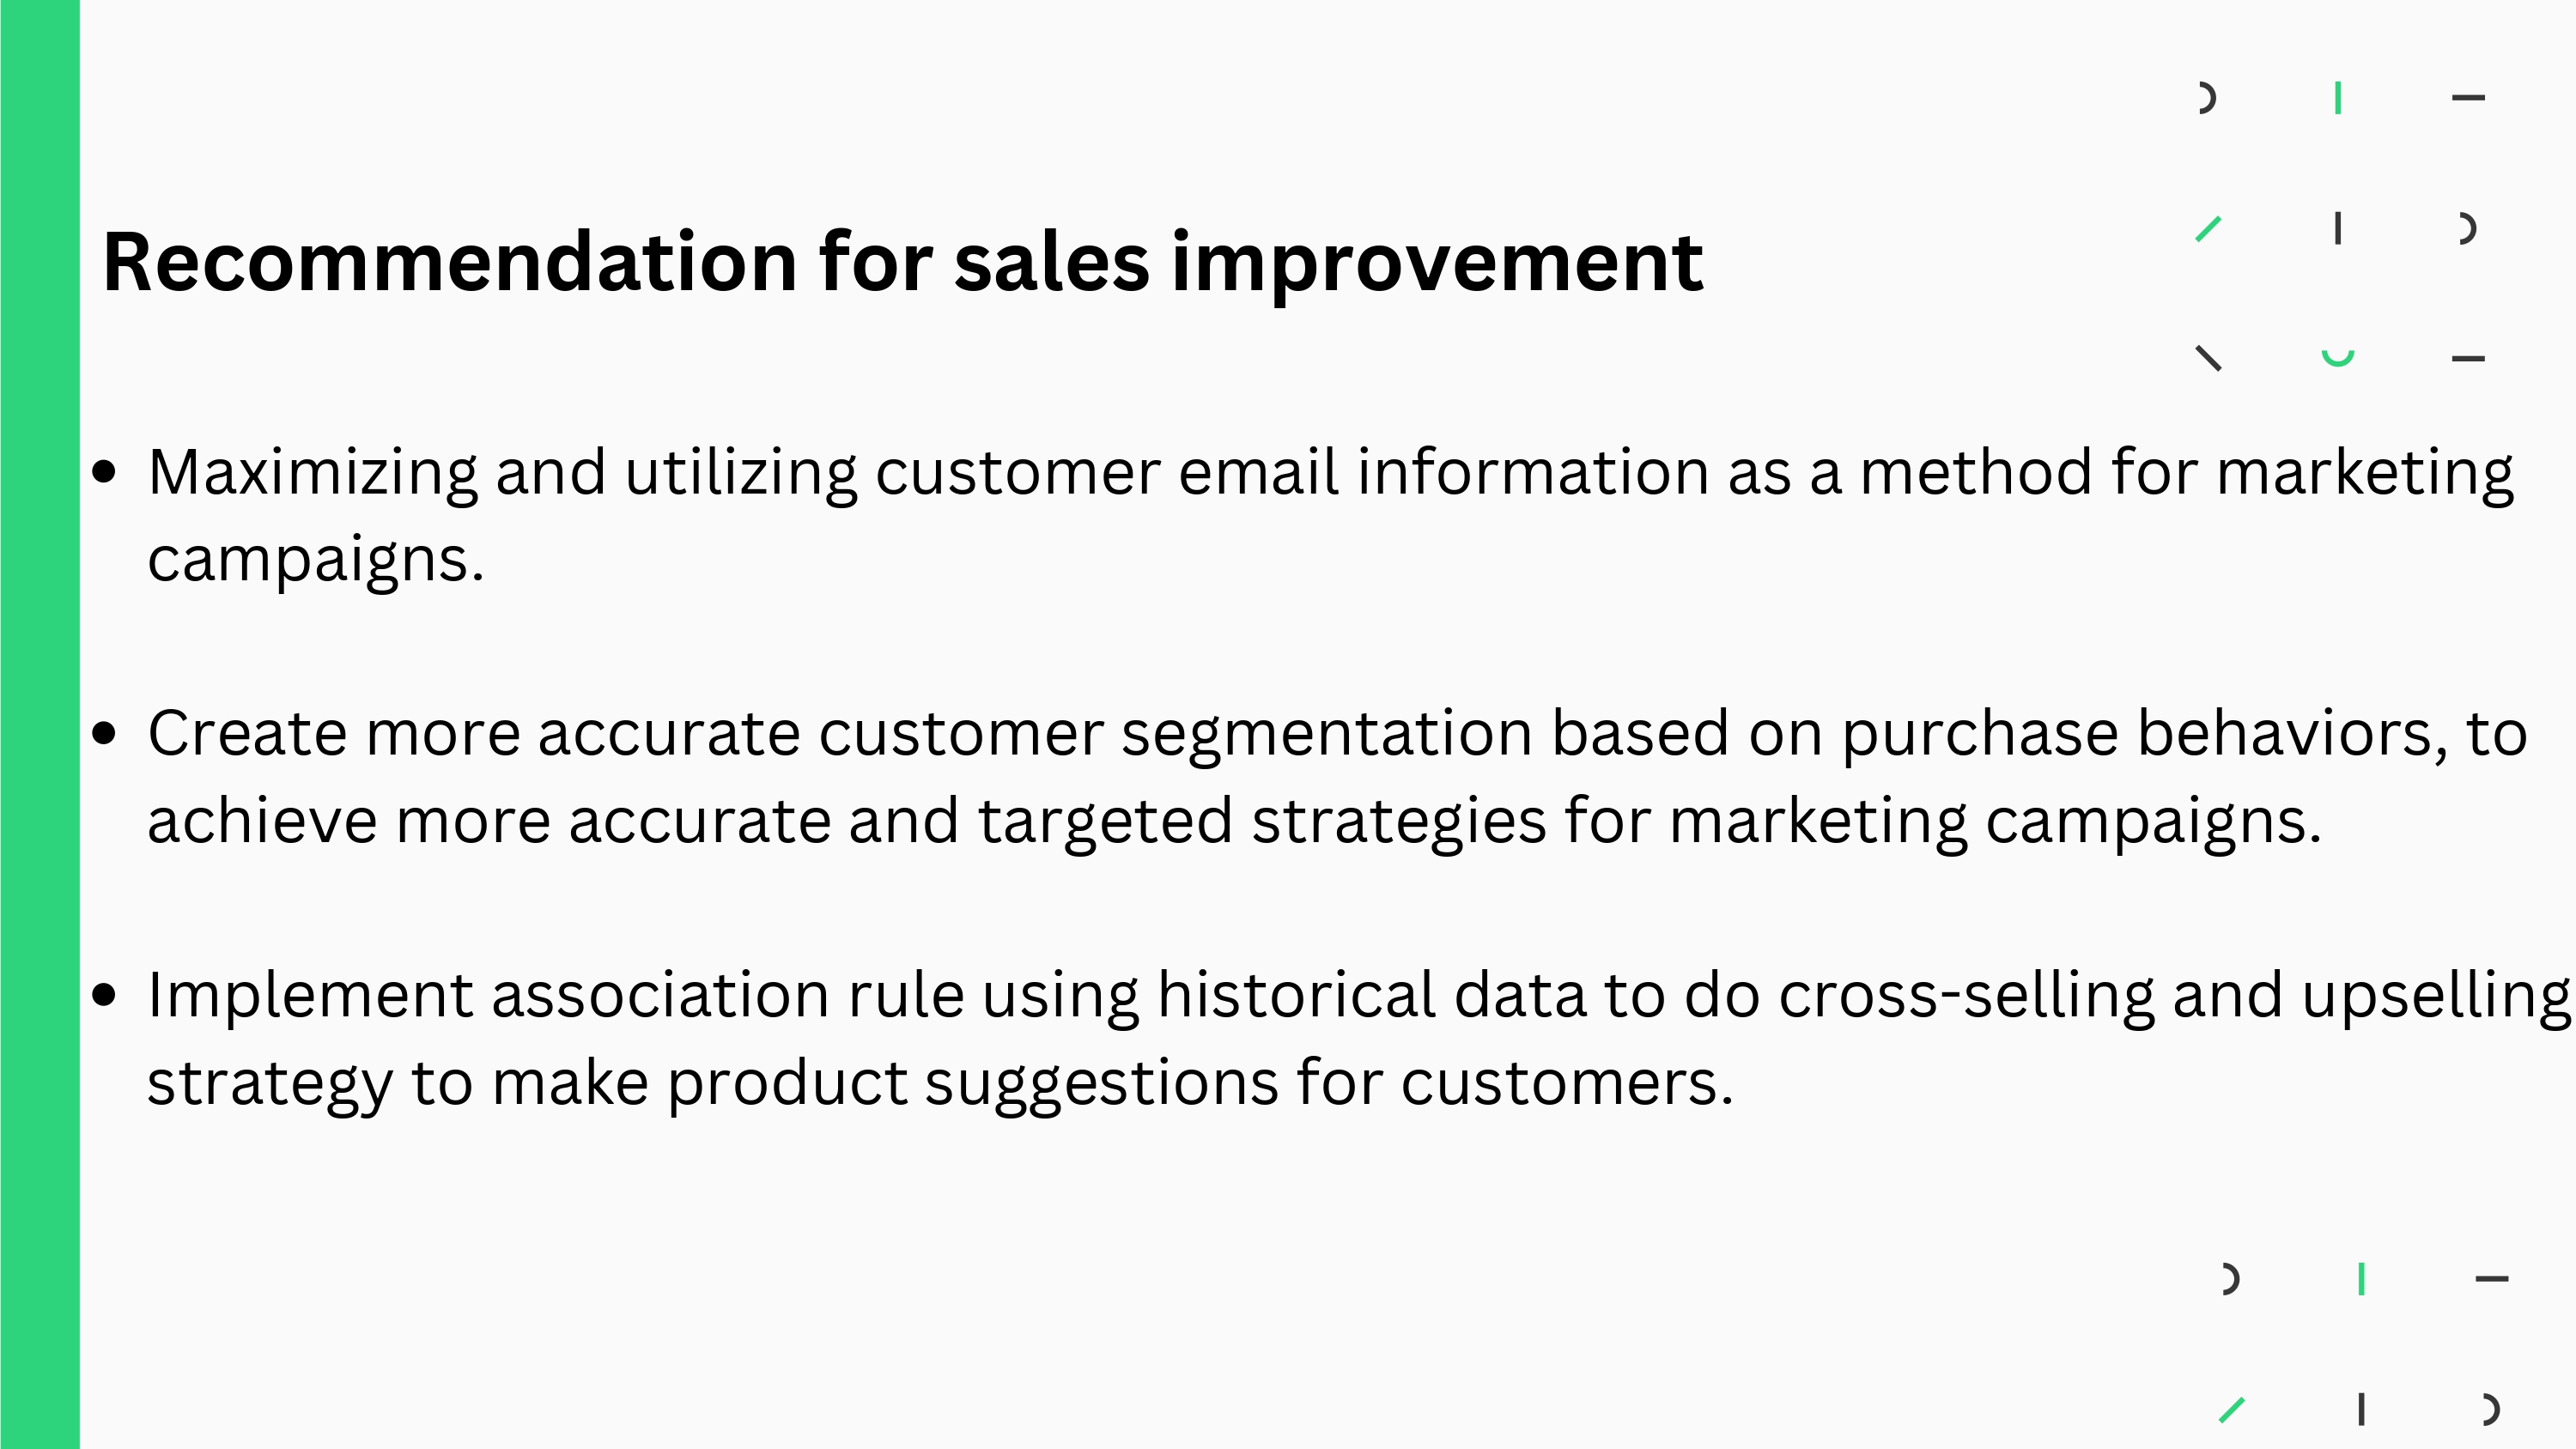 Recommendation for sales improvement
• Maximizing and utilizing customer email information as a method for marketing
campaigns.
• Create more accurate customer segmentation based on purchase behaviors, to
achieve more accurate and targeted strategies for marketing campaigns.
• Implement association rule using historical data to do cross-selling and upselling
strategy to make product suggestions for customers.